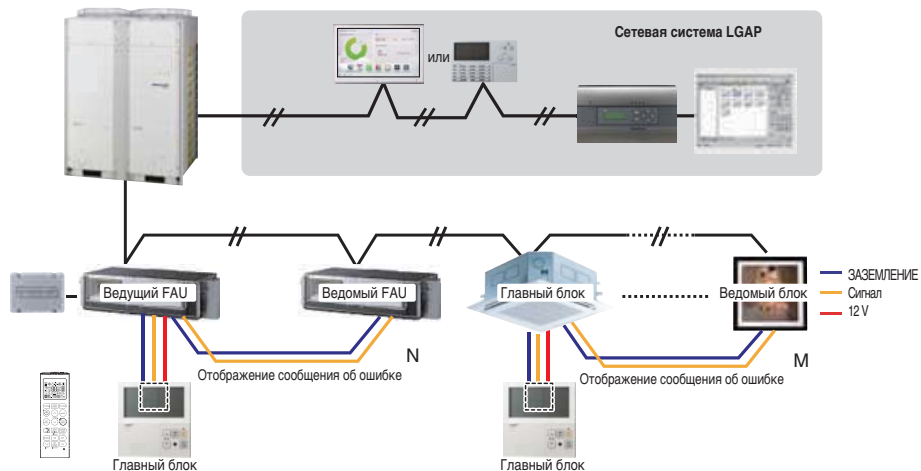 Сетевая система LGAP
или
Ведущий FAU
Ведомый FAU
Главный блок
Ведомый блок
ЗАЗЕМЛЕНИЕ
Сигнал
12 V
N
M
Отображение сообщения об ошибке
Отображение сообщения об ошибке
Главный блок
Главный блок